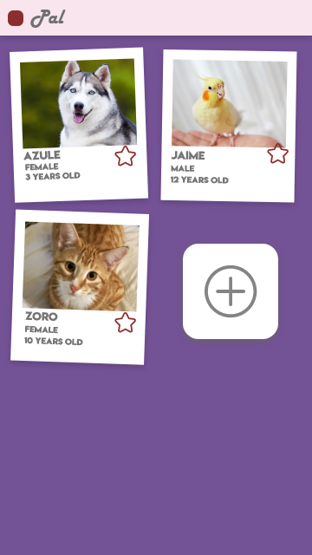 Pal
AZULE
FEMALE
3 YEARS OLD
JAIME
MALE
12 YEARS OLD
ZORO
FEMALE
10 YEARS OLD